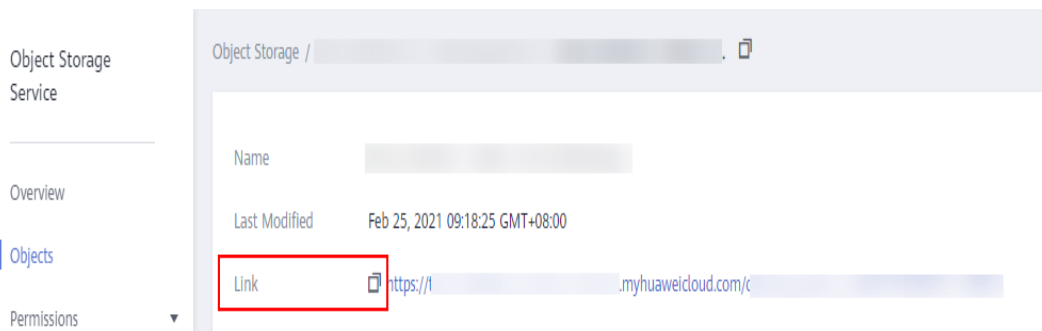 Object Storage
Service
Overview
Objects
Permissions
Object Storage /
Name
Last Modified Feb 25, 2021 09:18:25 GMT+08:00
Link https:// .myhuaweicloud.com/